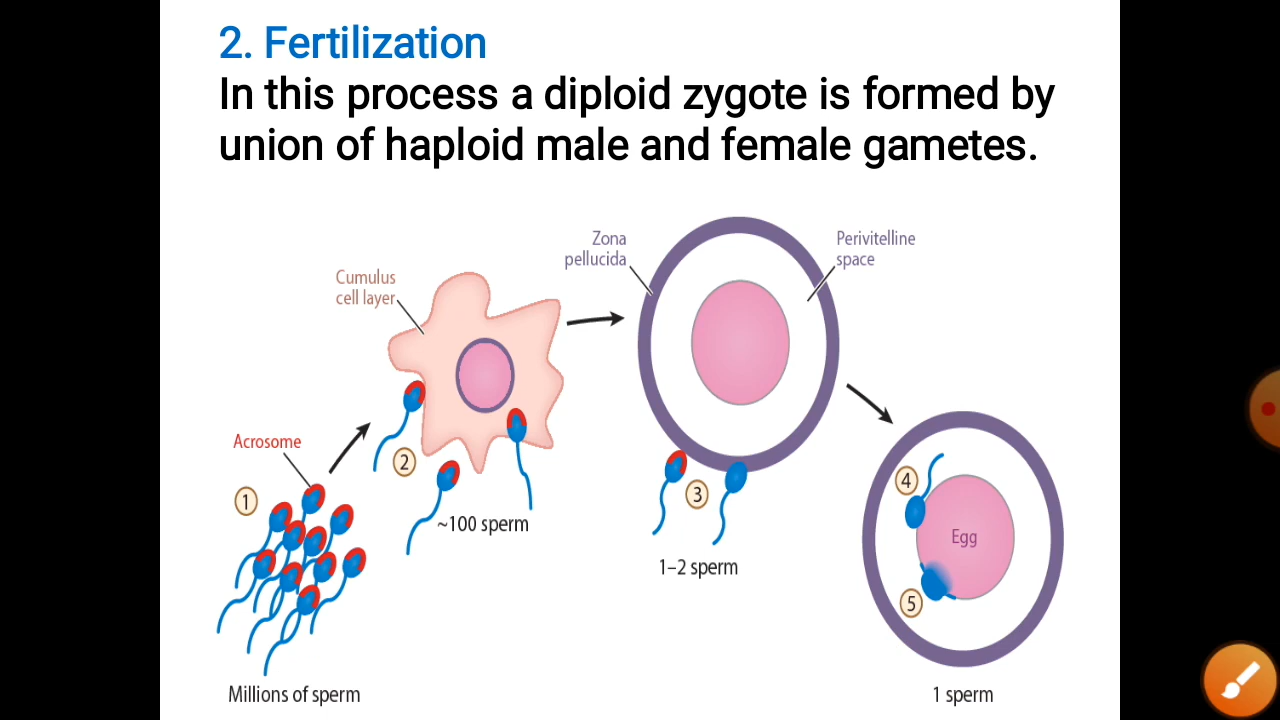 2. Fertilization
In this process a diploid zygote is formed by
union of haploid male and female gametes.
Zona
pellucida
Perivitelline
space
Cumulus
cell layer
Acrosome
1
2
~100 sperm
3
1–2 sperm
4
Egg
5
Millions of sperm
1 sperm